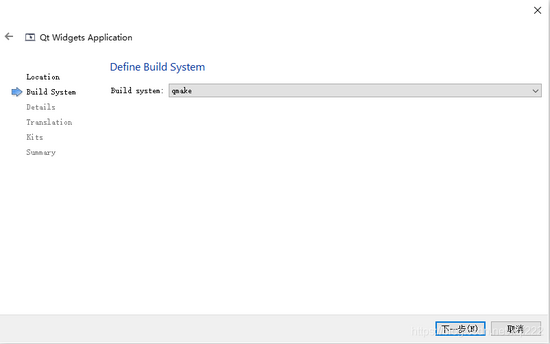 Qt Widgets Application
Location
Build System
Details
Translation
Kits
Summary
Define Build System
Build system: qmake
下一步(N) 取消